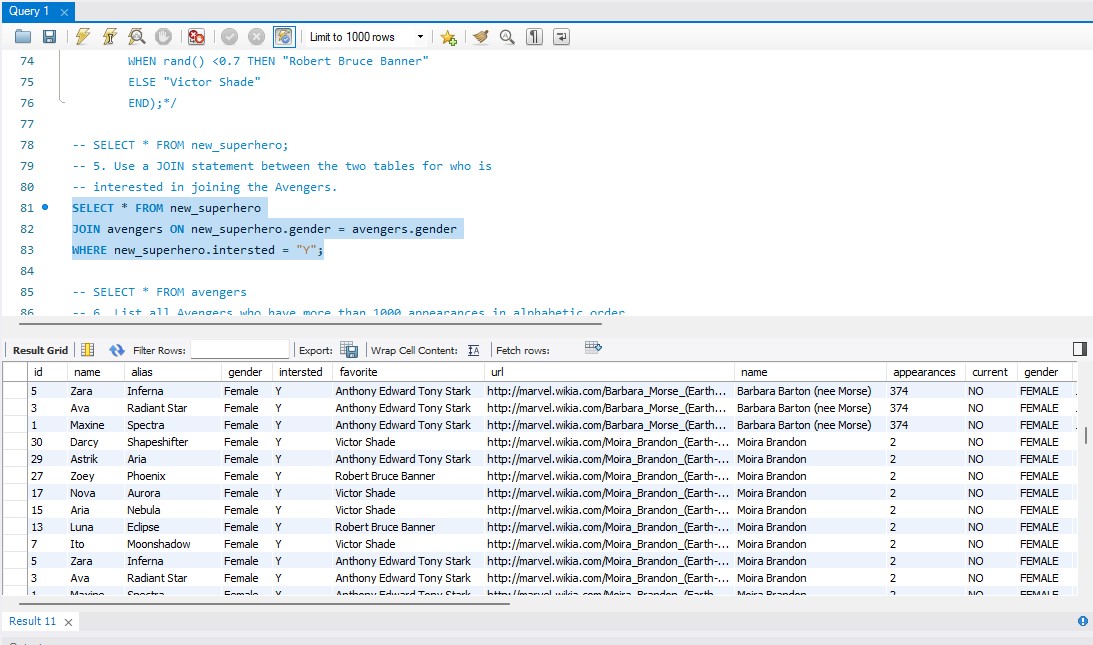 Query 1
Limit to 1000 rows
74 WHEN rand() <0.7 THEN "Robert Bruce Banner"
75 ELSE "Victor Shade"
76 END);*/
77
78 -- SELECT * FROM new_superhero;
79 -- 5. Use a JOIN statement between the two tables for who is
80 -- interested in joining the Avengers.
81 SELECT * FROM new_superhero
82 JOIN avengers ON new_superhero.gender = avengers.gender
83 WHERE new_superhero.intersted = "Y";
84
85 -- SELECT * FROM avengers
86 -- 6. List all Avengers who have more than 1000 appearances in alphabetic order
Result Grid Filter Rows: Export: Wrap Cell Content: IA Fetch rows:
id name alias gender intersted favorite url name appearances current gender
5 Zara Inferna Female Y Anthony Edward Tony Stark http://marvel.wikia.com/Barbara_Morse_(Earth... Barbara Barton (nee Morse) 374 NO FEMALE
3 Ava Radiant Star Female Y Anthony Edward Tony Stark http://marvel.wikia.com/Barbara_Morse_(Earth... Barbara Barton (nee Morse) 374 NO FEMALE
1 Maxine Spectra Female Y Anthony Edward Tony Stark http://marvel.wikia.com/Barbara_Morse_(Earth... Barbara Barton (nee Morse) 374 NO FEMALE
30 Darcy Shapeshifter Female Y Victor Shade http://marvel.wikia.com/Moira_Brandon_(Earth-... Moira Brandon 2 NO FEMALE
29 Astrik Aria Female Y Anthony Edward Tony Stark http://marvel.wikia.com/Moira_Brandon_(Earth-... Moira Brandon 2 NO FEMALE
27 Zoey Phoenix Female Y Robert Bruce Banner http://marvel.wikia.com/Moira_Brandon_(Earth-... Moira Brandon 2 NO FEMALE
17 Nova Aurora Female Y Victor Shade http://marvel.wikia.com/Moira_Brandon_(Earth-... Moira Brandon 2 NO FEMALE
15 Aria Nebula Female Y Victor Shade http://marvel.wikia.com/Moira_Brandon_(Earth-... Moira Brandon 2 NO FEMALE
13 Luna Eclipse Female Y Robert Bruce Banner http://marvel.wikia.com/Moira_Brandon_(Earth-... Moira Brandon 2 NO FEMALE
7 Ito Moonshadow Female Y Victor Shade http://marvel.wikia.com/Moira_Brandon_(Earth-... Moira Brandon 2 NO FEMALE
5 Zara Inferna Female Y Anthony Edward Tony Stark http://marvel.wikia.com/Moira_Brandon_(Earth-... Moira Brandon 2 NO FEMALE
3 Ava Radiant Star Female Y Anthony Edward Tony Stark http://marvel.wikia.com/Moira_Brandon_(Earth-... Moira Brandon 2 NO FEMALE
1 Maxine Spectra Female Y Anthony Edward Tony Stark http://marvel.wikia.com/Moira_Brandon_(Earth-... Moira Brandon 2 NO FEMALE
Result 11